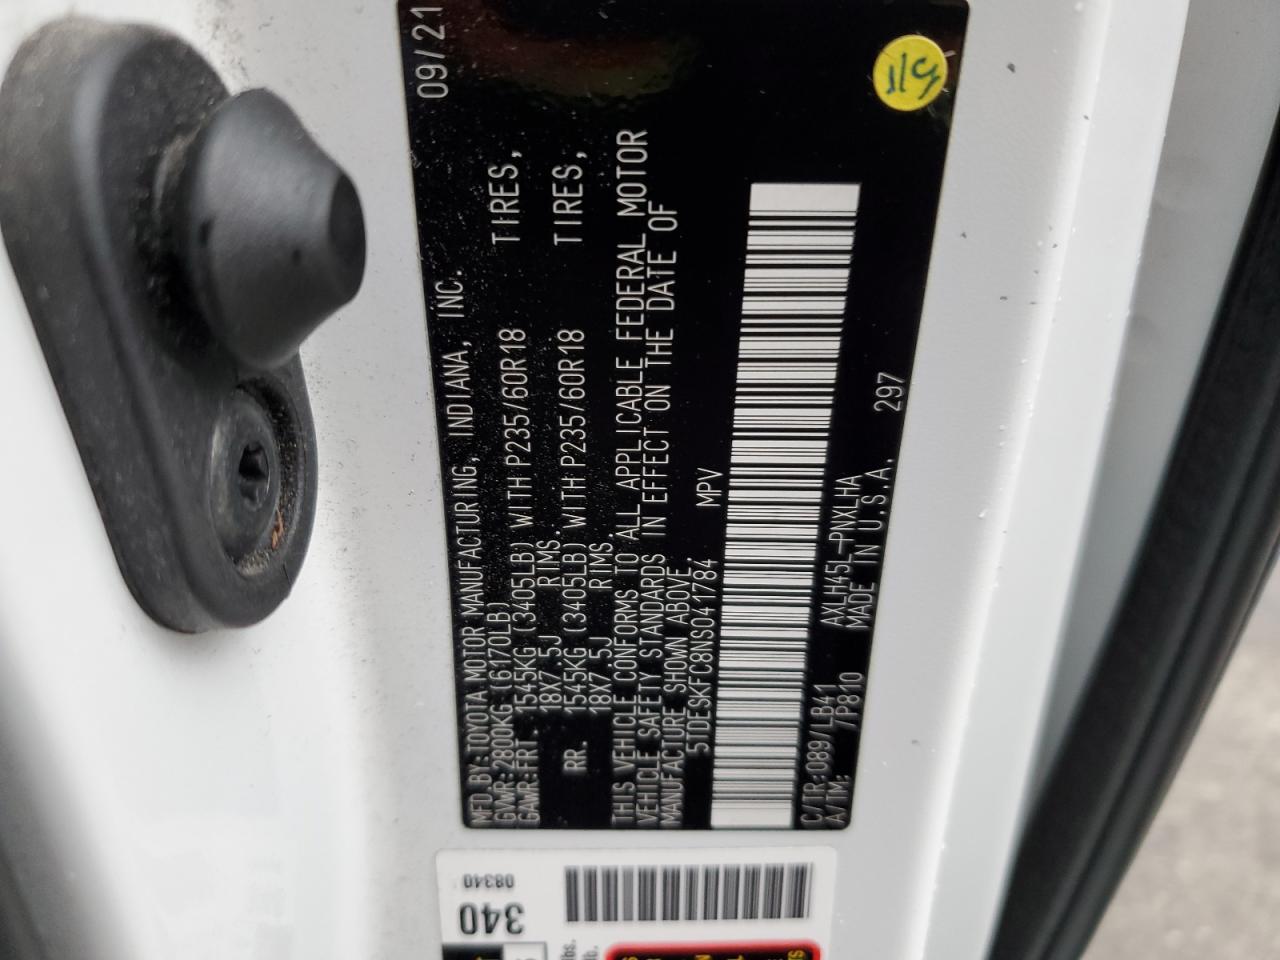 MFD.BY:TOYOTA MOTOR MANUFACTURING, INDIANA, INC. 09/21
GVWR:2800KG (6170LB)
GAWR:FRT. 1545KG (3405LB) WITH P235/60R18 TIRES,
18X7.5J RIMS.
RR. 1545KG (3405LB) WITH P235/60R18 TIRES,
18X7.5J RIMS.
THIS VEHICLE CONFORMS TO ALL APPLICABLE FEDERAL MOTOR
VEHICLE SAFETY STANDARDS IN EFFECT ON THE DATE OF
MANUFACTURE SHOWN ABOVE.
5TDESKFC8NS041784 MPV
C/TR:089/LB41 AXLH45L-PNXLHA
A/TM: /P810 MADE IN U.S.A. 297
340
08340
lbs.